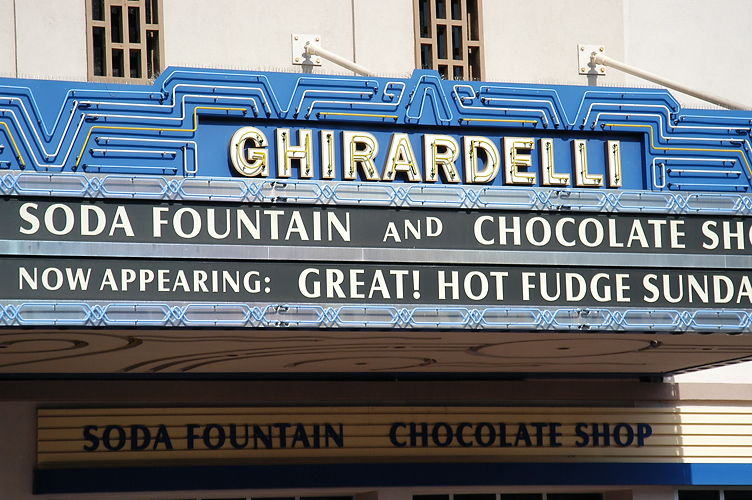 GHIRARDELLI
SODA FOUNTAIN AND CHOCOLATE SHO
NOW APPEARING: GREAT! HOT FUDGE SUNDA
SODA FOUNTAIN CHOCOLATE SHOP